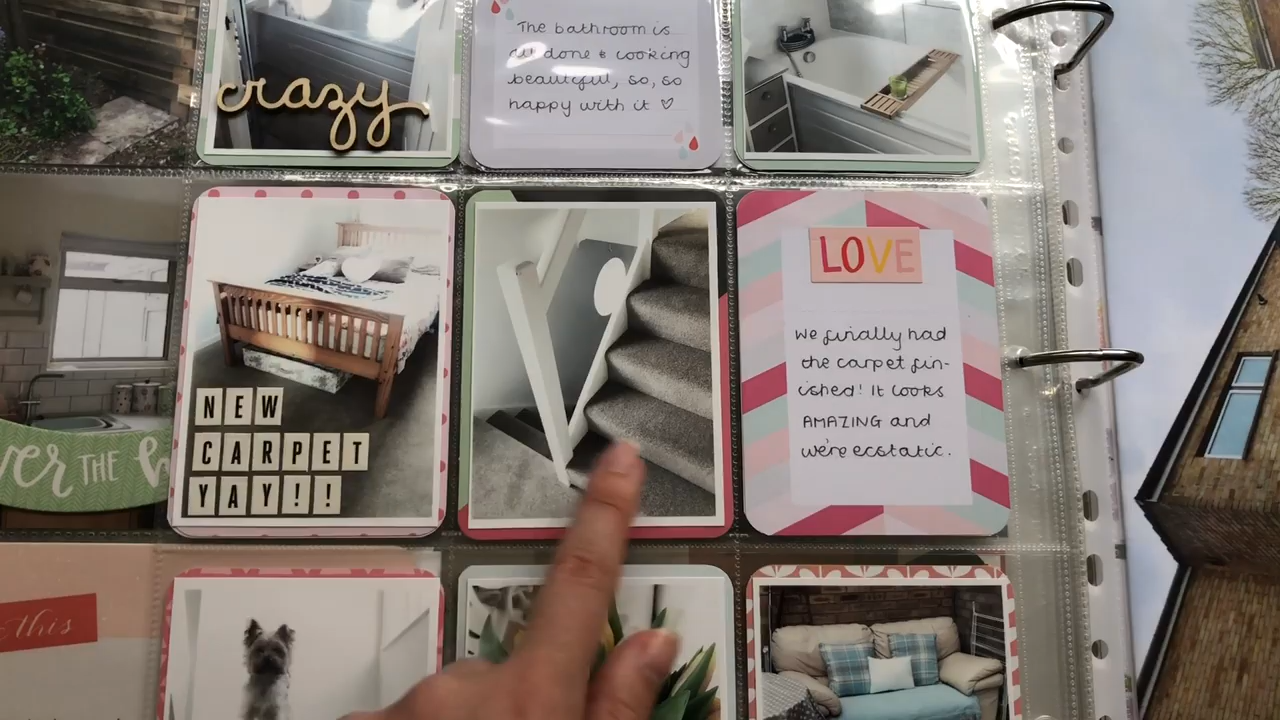 The bathroom is
all done & looking
beautiful, so, so
happy with it ♡
crazy
NEW
CARPET
YAY!!
LOVE
we finally had
the carpet fin-
ished! It looks
AMAZING and
we're ecstatic.
THE
this